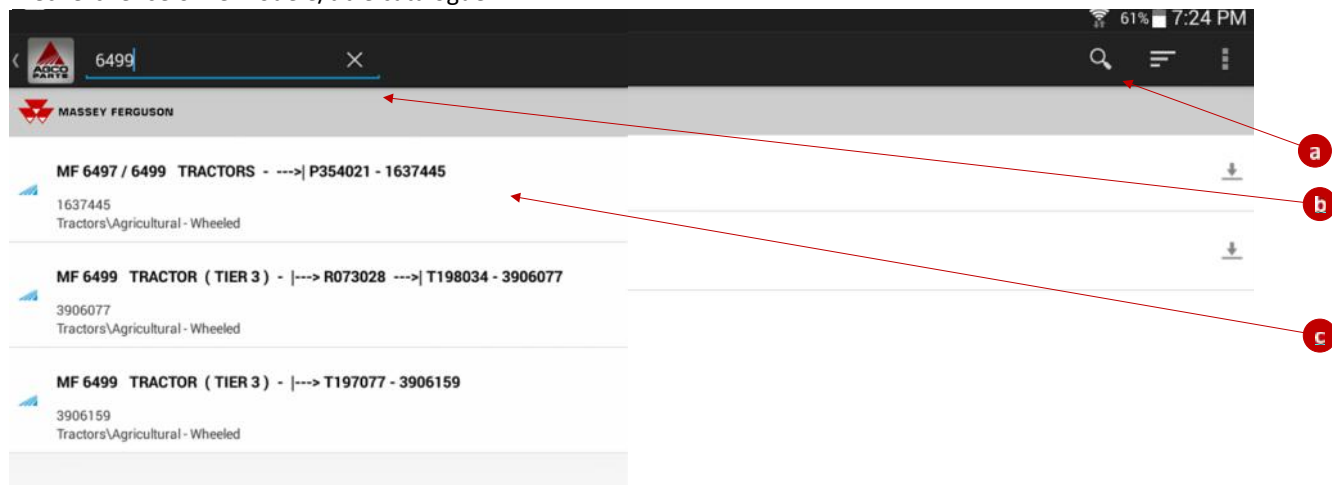 61% 7:24 PM
AGCO PARTS
6499
MASSEY FERGUSON
a
MF 6497 / 6499 TRACTORS - --->| P354021 - 1637445
1637445
Tractors\Agricultural - Wheeled
b
MF 6499 TRACTOR ( TIER 3 ) - |---> R073028 --->| T198034 - 3906077
3906077
Tractors\Agricultural - Wheeled
c
MF 6499 TRACTOR ( TIER 3 ) - |---> T197077 - 3906159
3906159
Tractors\Agricultural - Wheeled